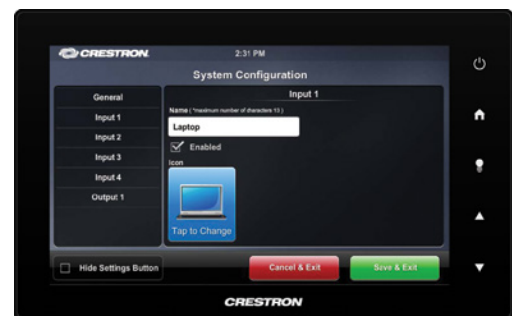 CRESTRON
2:31 PM
System Configuration
General
Input 1
Input 2
Input 3
Input 4
Output 1
Input 1
Name ( *maximum number of characters 13 )
Laptop
Enabled
Icon
Tap to Change
Hide Settings Button
Cancel & Exit
Save & Exit
CRESTRON